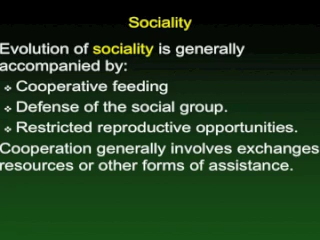 Sociality
Evolution of sociality is generally
accompanied by:
❖ Cooperative feeding
❖ Defense of the social group.
❖ Restricted reproductive opportunities.
Cooperation generally involves exchanges
resources or other forms of assistance.